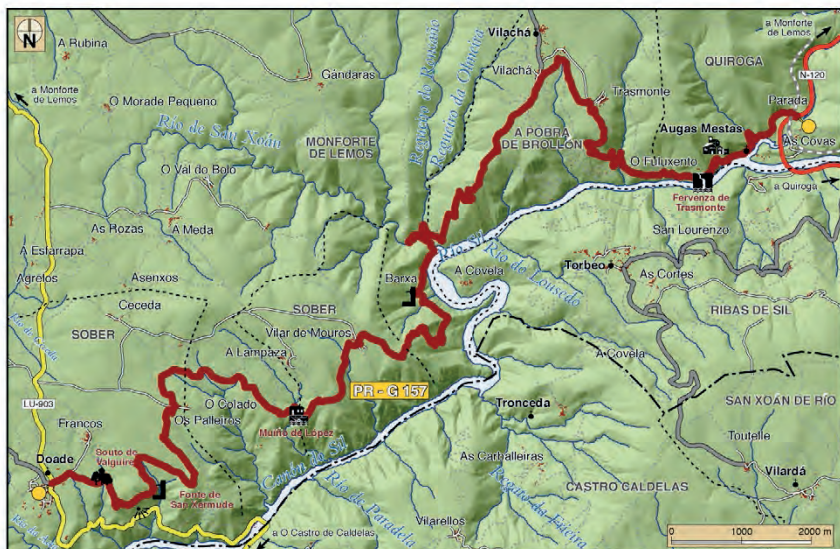 N
A Rubina
a Monforte
de Lemos
Gándaras
O Morade Pequeno
Río de San Xoán
MONFORTE
DE LEMOS
O Val do Bolo
As Rozas
A Meda
A Esfarrapa
Agrelos
Asenxos
Ceceda
SOBER
SOBER
Vilar de Mouros
A Lampaza
O Colado
Os Palleiros
Muíño de López
PR - G 157
LU-903
Francos
Doade
Souto de
Valguire
Fonte de
San Xermude
Canón do Sil
Río de Paradela
a O Castro de Caldelas
Vilarellos
As Carballeiras
Tronceda
CASTRO CALDELAS
Barxa
Río Sil
A Covela
Río do Lousedo
Torbeo
San Lourenzo
As Cortes
RIBAS DE SIL
A Covela
SAN XOÁN DE RÍO
Toutelle
Vilardá
Vilachá
Vilachá
Trasmonte
A POBRA
DE BROLLÓN
QUIROGA
a Monforte
de Lemos
N-120
Parada
Augas Mestas
As Covas
Fervenza de
Trasmonte
a Quiroga
0
1000
2000 m